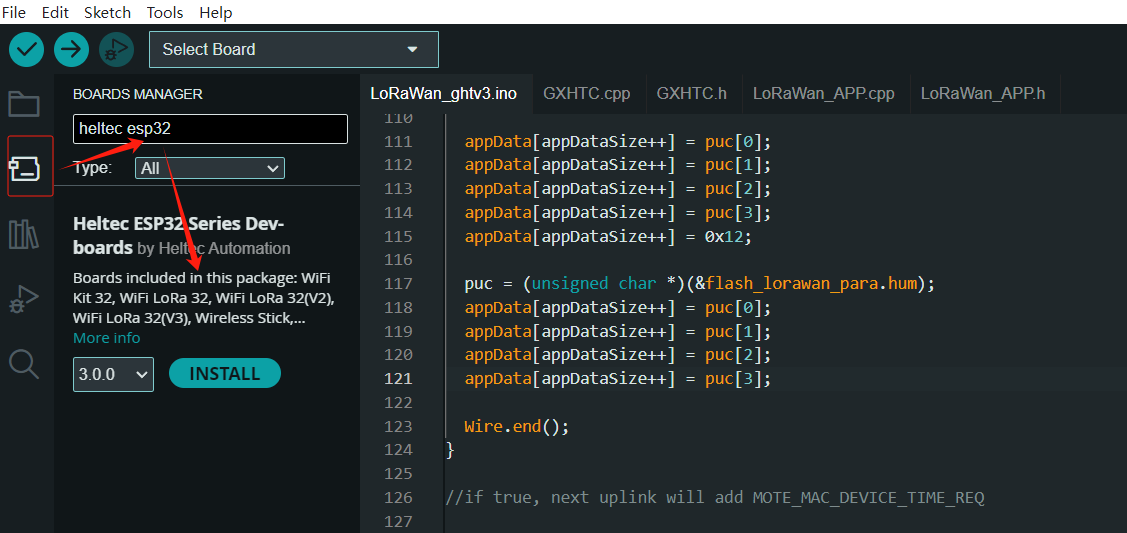 File Edit Sketch Tools Help
Select Board
BOARDS MANAGER
heltec esp32
Type: All
Heltec ESP32 Series Dev-
boards by Heltec Automation
Boards included in this package: WiFi
Kit 32, WiFi LoRa 32, WiFi LoRa 32(V2),
WiFi LoRa 32(V3), Wireless Stick,...
More info
3.0.0 INSTALL
LoRaWan_ghtv3.ino GXHTC.cpp GXHTC.h LoRaWan_APP.cpp LoRaWan_APP.h
110
111 appData[appDataSize++] = puc[0];
112 appData[appDataSize++] = puc[1];
113 appData[appDataSize++] = puc[2];
114 appData[appDataSize++] = puc[3];
115 appData[appDataSize++] = 0x12;
116
117 puc = (unsigned char *)(&flash_lorawan_para.hum);
118 appData[appDataSize++] = puc[0];
119 appData[appDataSize++] = puc[1];
120 appData[appDataSize++] = puc[2];
121 appData[appDataSize++] = puc[3];
122
123 Wire.end();
124 }
125
126 //if true, next uplink will add MOTE_MAC_DEVICE_TIME_REQ
127